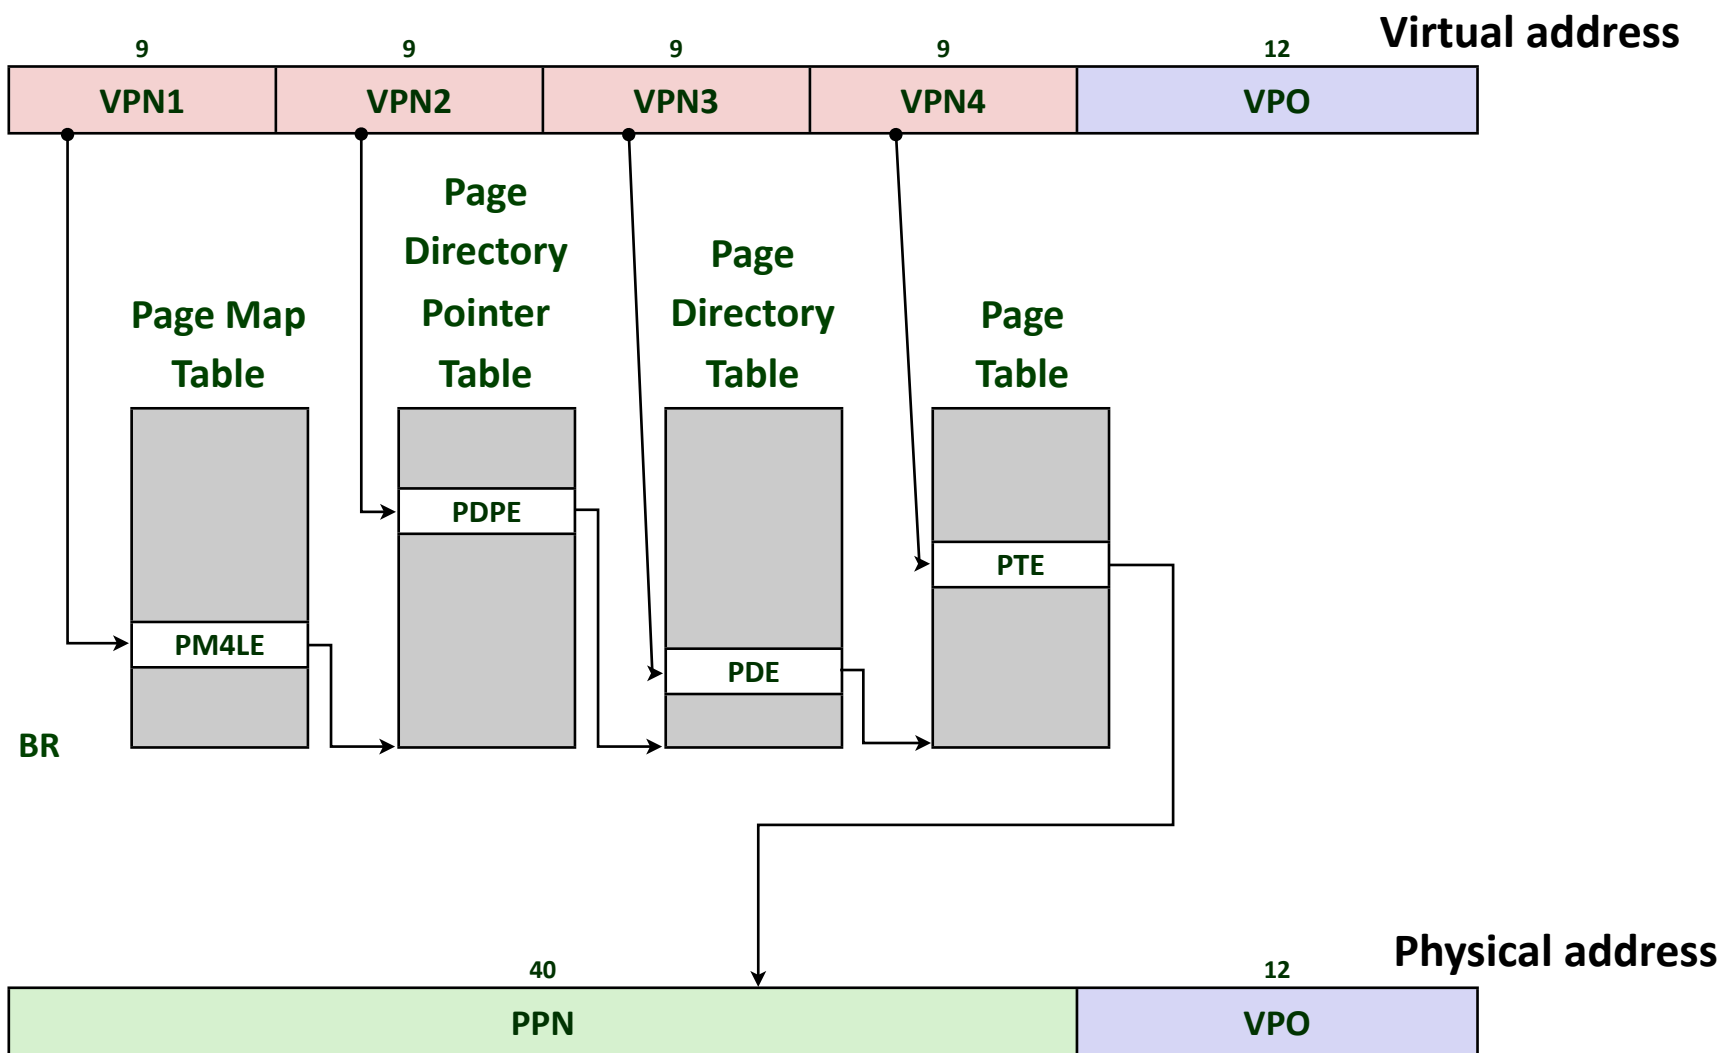 Virtual address
9 9 9 9 12
VPN1 VPN2 VPN3 VPN4 VPO
Page Map
Table
Page
Directory
Pointer
Table
Page
Directory
Table
Page
Table
PDPE
PTE
PM4LE
PDE
BR
Physical address
40 12
PPN VPO